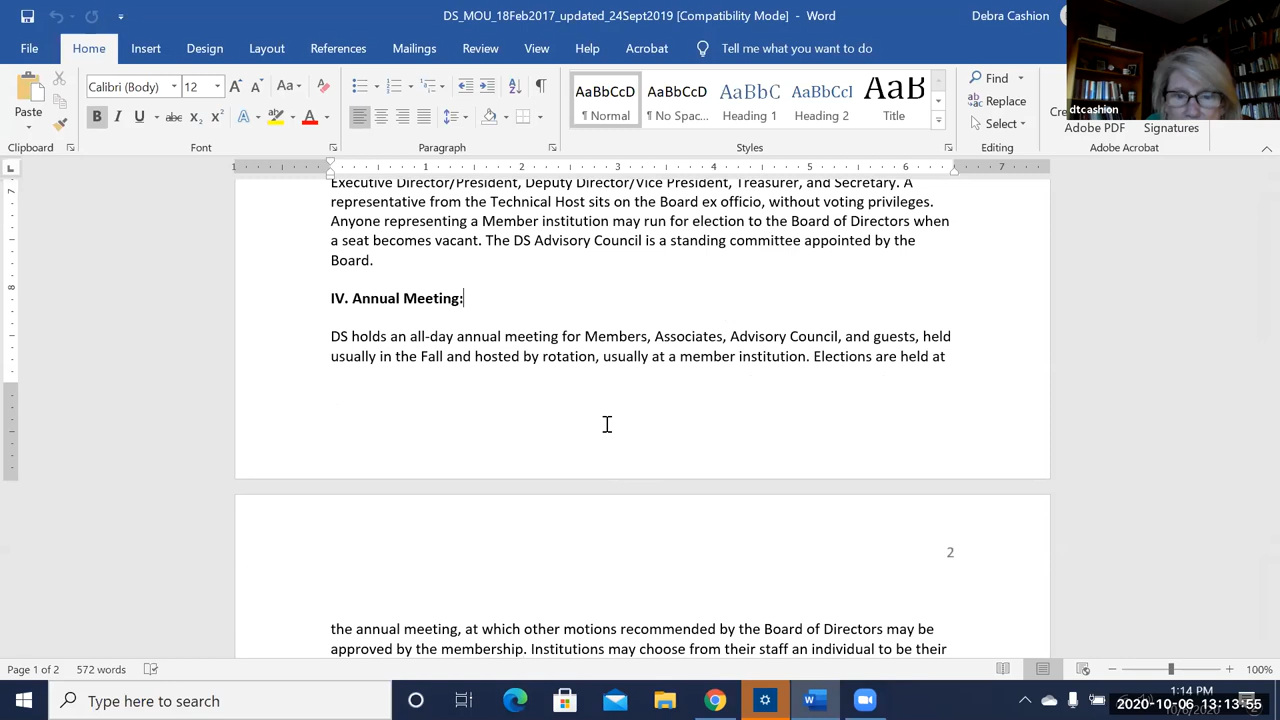 DS_MOU_18Feb2017_updated_24Sept2019 [Compatibility Mode] - Word
Debra Cashion
File Home Insert Design Layout References Mailings Review View Help Acrobat Tell me what you want to do
dtcashion
Paste
Clipboard
Calibri (Body) 12
Font
Paragraph
AaBbCcD AaBbCcD AaBbC AaBbCcI AaB
¶ Normal ¶ No Spac... Heading 1 Heading Title
Styles
Find
Replace
Select
Editing
Adobe PDF Signatures
Adobe Acrobat
1 1 2 3 4 5 6 7
Executive Director/President, Deputy Director/Vice President, Treasurer, and Secretary. A
representative from the Technical Host sits on the Board ex officio, without voting privileges.
Anyone representing a Member institution may run for election to the Board of Directors when
a seat becomes vacant. The DS Advisory Council is a standing committee appointed by the
Board.
IV. Annual Meeting:
DS holds an all-day annual meeting for Members, Associates, Advisory Council, and guests, held
usually in the Fall and hosted by rotation, usually at a member institution. Elections are held at
2
the annual meeting, at which other motions recommended by the Board of Directors may be
approved by the membership. Institutions may choose from their staff an individual to be their
Page 1 of 2 572 words 100%
Type here to search
1:14 PM
2020-10-06 13:13:55